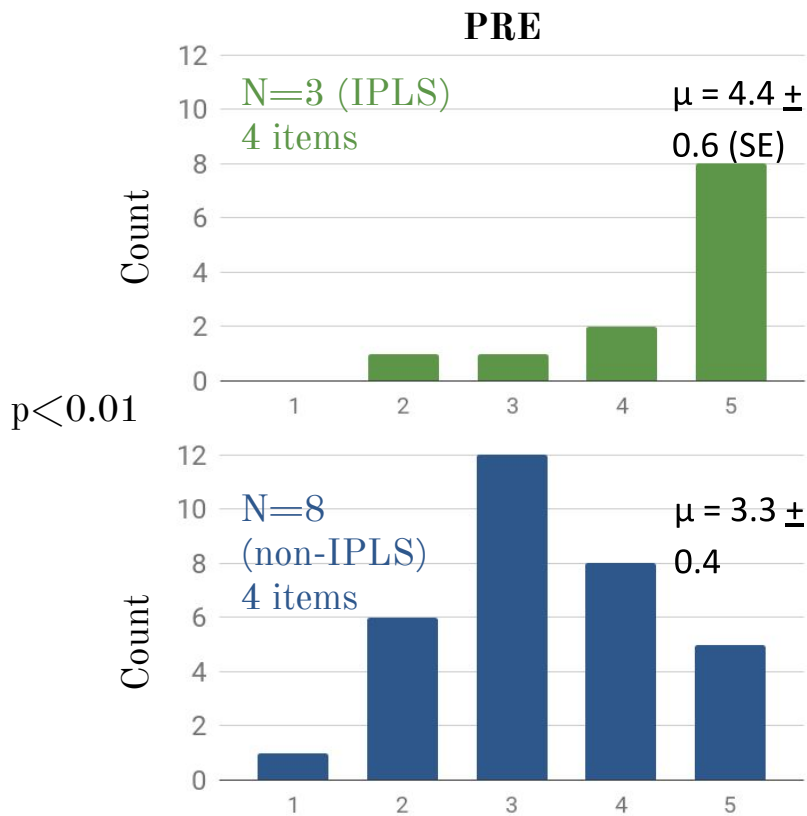 PRE
12
N=3 (IPLS)
μ = 4.4 ±
10
4 items
0.6 (SE)
8
6
Count
4
2
0
1 2 3 4 5
p<0.01
12
N=8
μ = 3.3 ±
10
(non-IPLS)
0.4
8
4 items
6
Count
4
2
0
1 2 3 4 5